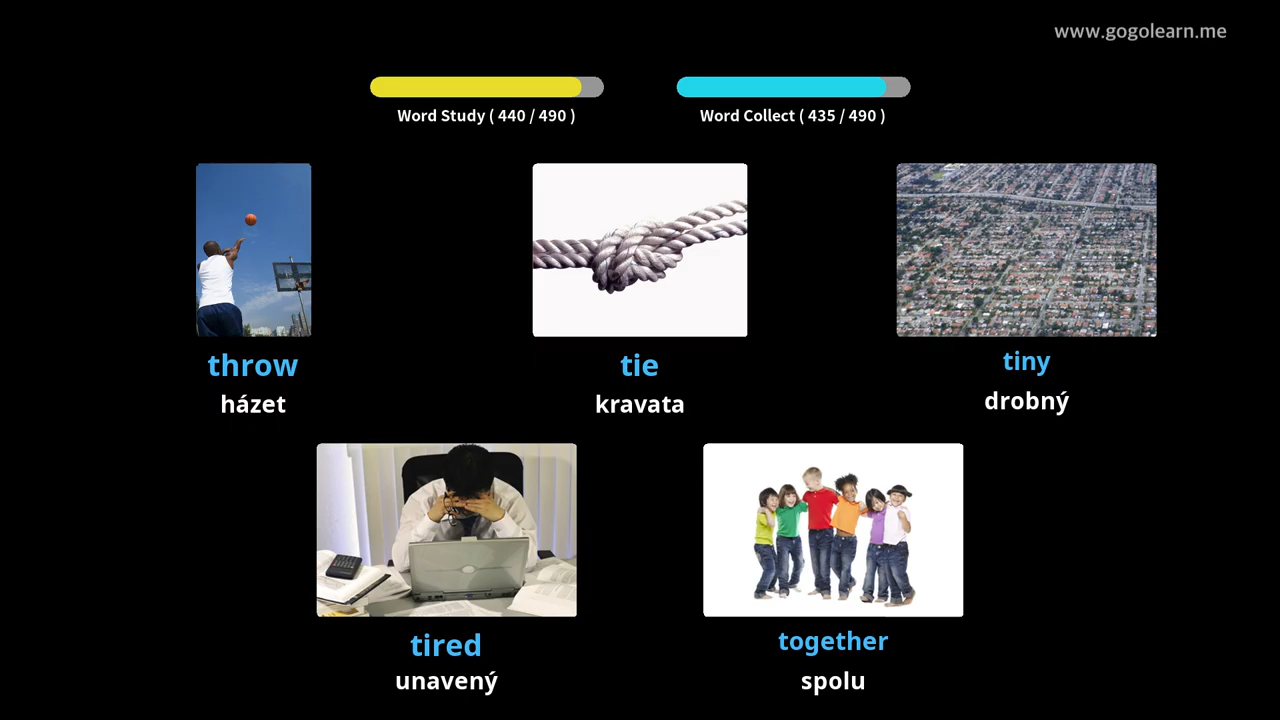 www.gogolearn.me
Word Study ( 440 / 490 )
Word Collect ( 435 / 490 )
throw
házet
tie
kravata
tiny
drobný
tired
unavený
together
spolu